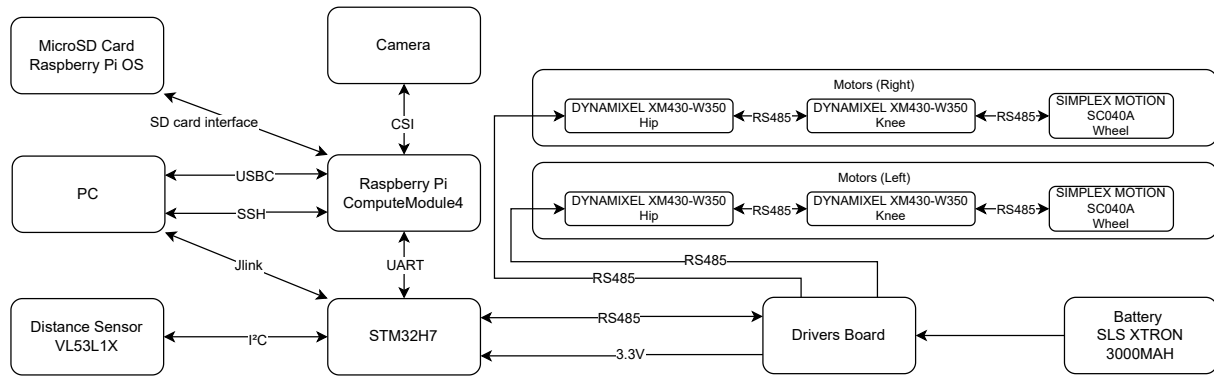 MicroSD Card
Raspberry Pi OS
Camera
SD card interface
CSI
Motors (Right)
DYNAMIXEL XM430-W350
Hip
RS485
DYNAMIXEL XM430-W350
Knee
RS485
SIMPLEX MOTION
SC040A
Wheel
PC
USBC
SSH
Raspberry Pi
ComputeModule4
Motors (Left)
DYNAMIXEL XM430-W350
Hip
RS485
DYNAMIXEL XM430-W350
Knee
RS485
SIMPLEX MOTION
SC040A
Wheel
Jlink
UART
RS485
RS485
Distance Sensor
VL53L1X
I²C
STM32H7
RS485
3.3V
Drivers Board
Battery
SLS XTRON
3000MAH